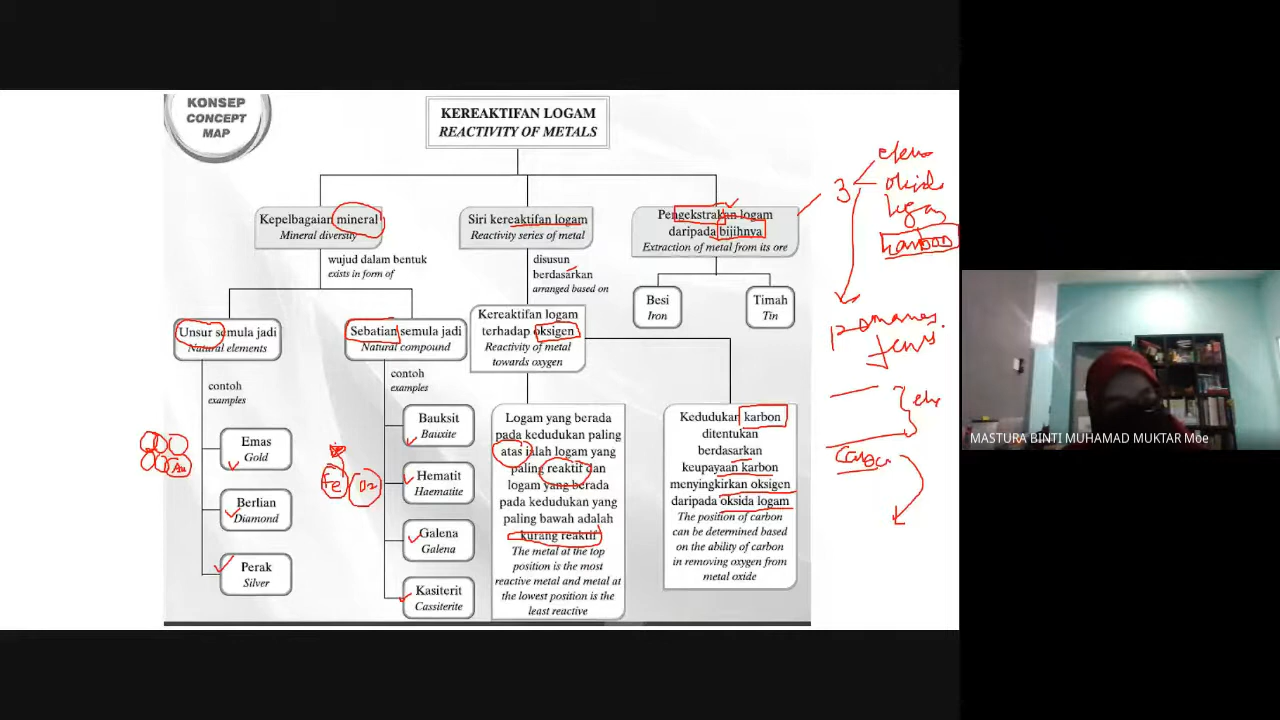 KONSEP
CONCEPT
MAP
KEREAKTIFAN LOGAM
REACTIVITY OF METALS
Kepelbagaian mineral
Mineral diversity
Siri kereaktifan logam
Reactivity series of metal
Pengekstrakan logam
daripada bijihnya
Extraction of metal from its ore
wujud dalam bentuk
exists in form of
disusun
berdasarkan
arranged based on
Besi
Iron
Timah
Tin
Unsur semula jadi
Natural elements
Sebatian semula jadi
Natural compound
Kereaktifan logam
terhadap oksigen
Reactivity of metal
towards oxygen
contoh
examples
contoh
examples
Emas
Gold
Berlian
Diamond
Perak
Silver
Bauksit
Bauxite
Hematit
Haematite
Galena
Galena
Kasiterit
Cassiterite
Logam yang berada
pada kedudukan paling
atas ialah logam yang
paling reaktif dan
logam yang berada
pada kedudukan yang
paling bawah adalah
kurang reaktif
The metal at the top
position is the most
reactive metal and metal at
the lowest position is the
least reactive
Kedudukan karbon
ditentukan
berdasarkan
keupayaan karbon
menyingkirkan oksigen
daripada oksida logam
The position of carbon
can be determined based
on the ability of carbon
in removing oxygen from
metal oxide
Au
Fe
O2
3
karbon
MASTURA BINTI MUHAMAD MUKTAR Moe